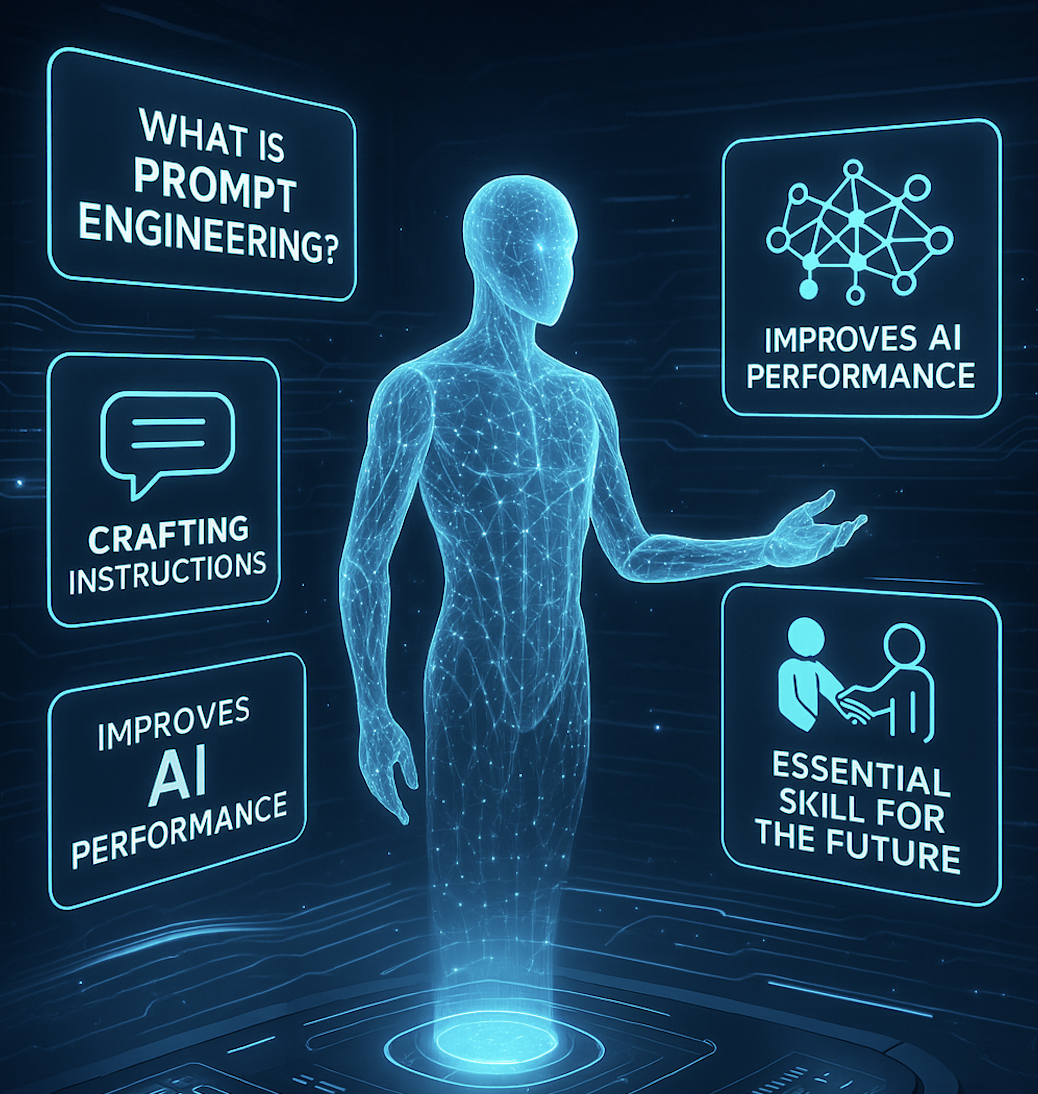 WHAT IS
PROMPT
ENGINEERING?
CRAFTING
INSTRUCTIONS
IMPROVES
AI
PERFORMANCE
IMPROVES AI
PERFORMANCE
ESSENTIAL
SKILL FOR
THE FUTURE